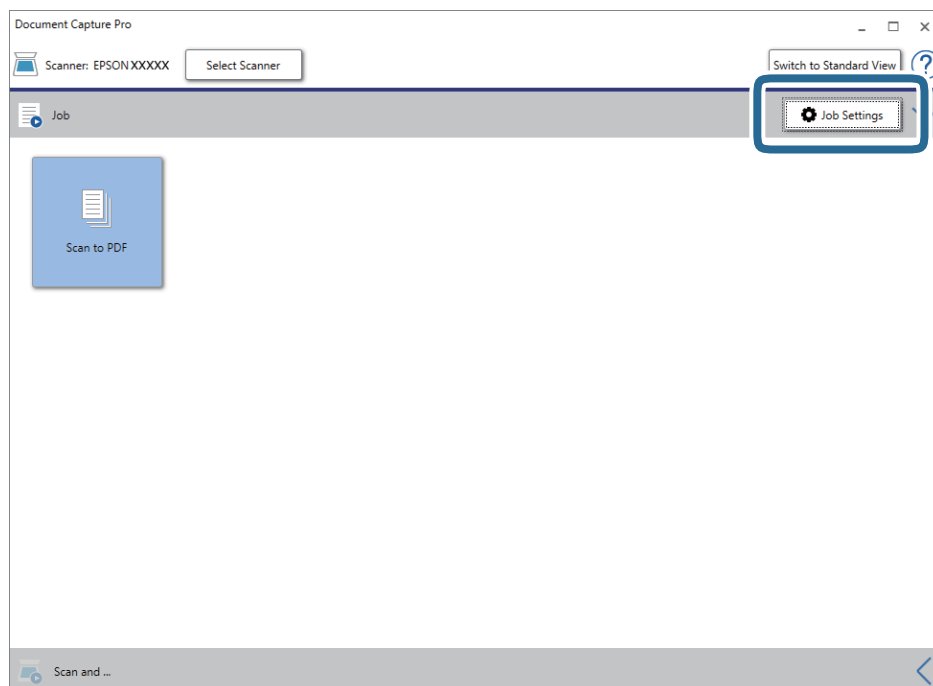 Document Capture Pro
Scanner: EPSON XXXXX
Select Scanner
Switch to Standard View
?
Job
Job Settings
Scan to PDF
Scan and ...